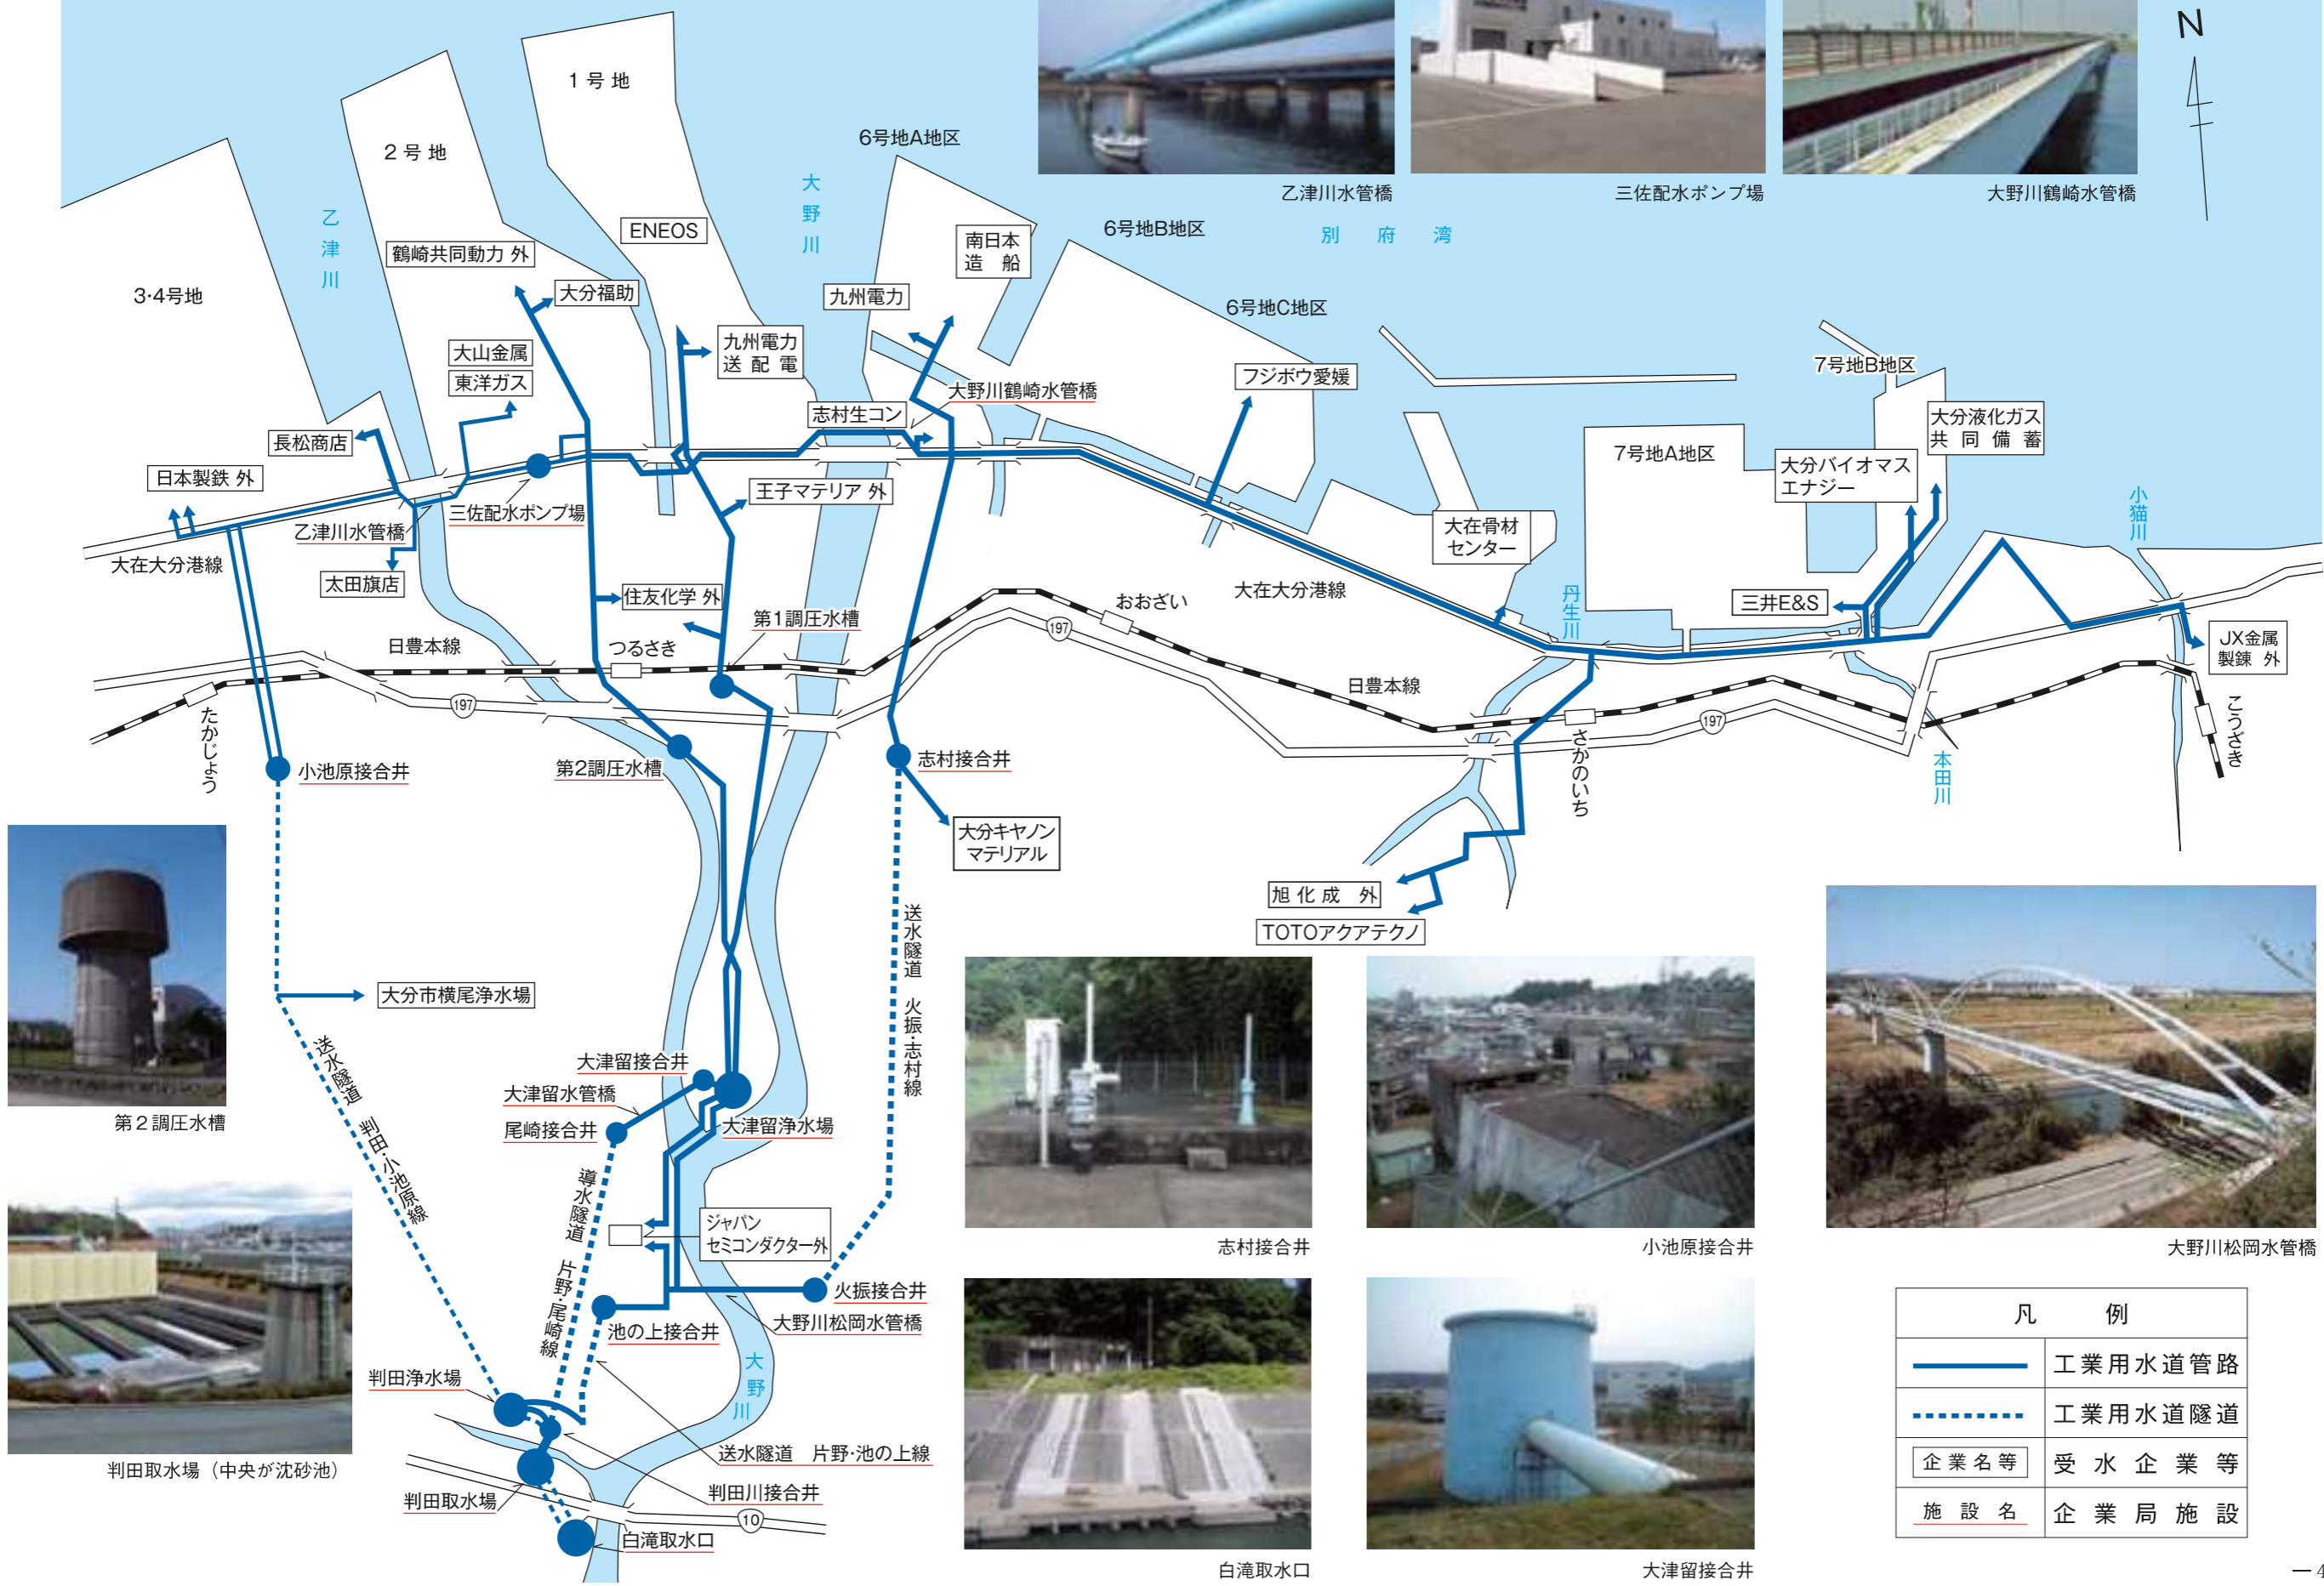 N
1号地
2号地
3・4号地
6号地A地区
6号地B地区
6号地C地区
7号地A地区
7号地B地区
乙津川
大野川
別府湾
乙津川水管橋
三佐配水ポンプ場
大野川鶴崎水管橋
ENEOS
鶴崎共同動力 外
大分福助
大山金属
東洋ガス
長松商店
日本製鉄 外
九州電力
送配電
九州電力
南日本
造船
志村生コン
大野川鶴崎水管橋
フジボウ愛媛
王子マテリア 外
三佐配水ポンプ場
乙津川水管橋
太田旗店
大在大分港線
住友化学 外
第1調圧水槽
日豊本線
つるさき
たかじょう
197
第2調圧水槽
小池原接合井
志村接合井
大分キヤノン
マテリアル
おおざい
197
大在大分港線
日豊本線
大在骨材
センター
大分バイオマス
エナジー
大分液化ガス
共同備蓄
三井E&S
小猫川
丹生川
JX金属
製錬 外
さかのいち
197
本田川
こうざき
旭化成 外
TOTOアクアテクノ
第2調圧水槽
大分市横尾浄水場
送水隧道 判田・小池原線
送水隧道 火振・志村線
大津留接合井
大津留水管橋
尾崎接合井
大津留浄水場
導水隧道 片野・尾崎線
ジャパン
セミコンダクター外
火振接合井
池の上接合井
大野川松岡水管橋
判田浄水場
大野川
送水隧道 片野・池の上線
判田川接合井
判田取水場
10
白滝取水口
判田取水場（中央が沈砂池）
志村接合井
小池原接合井
大野川松岡水管橋
白滝取水口
大津留接合井
凡例
工業用水道管路
工業用水道隧道
企業名等 受水企業等
施設名 企業局施設
―4